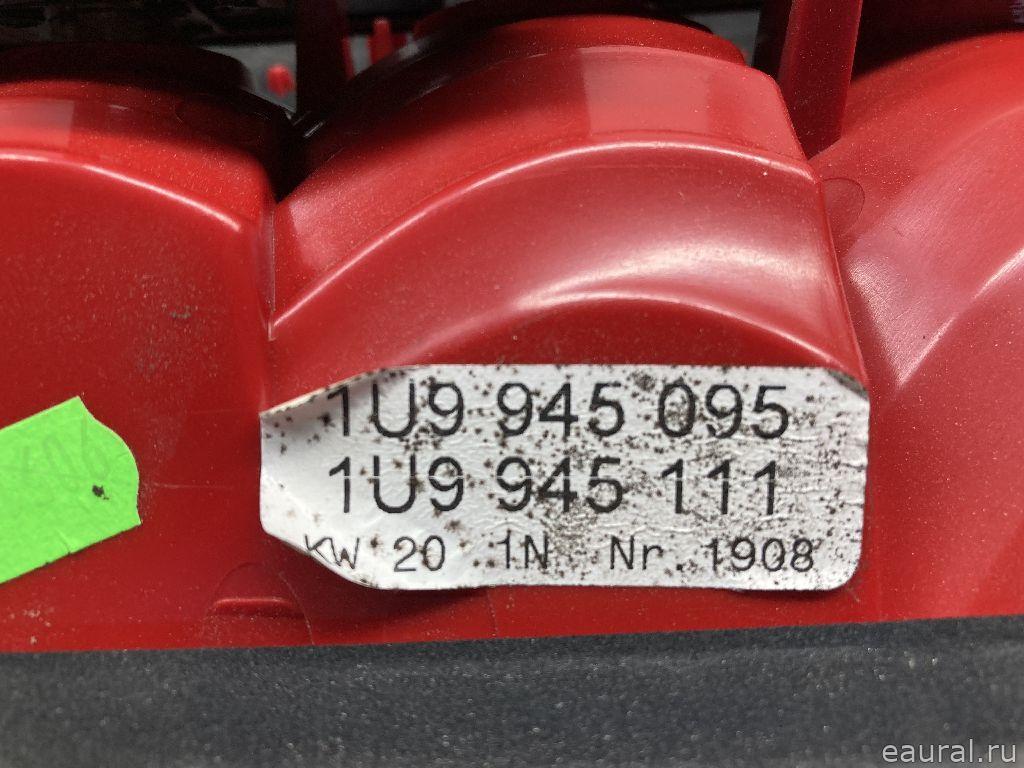 1U9 945 095
1U9 945 111
KW 20 1N Nr. 1908
eaural.ru